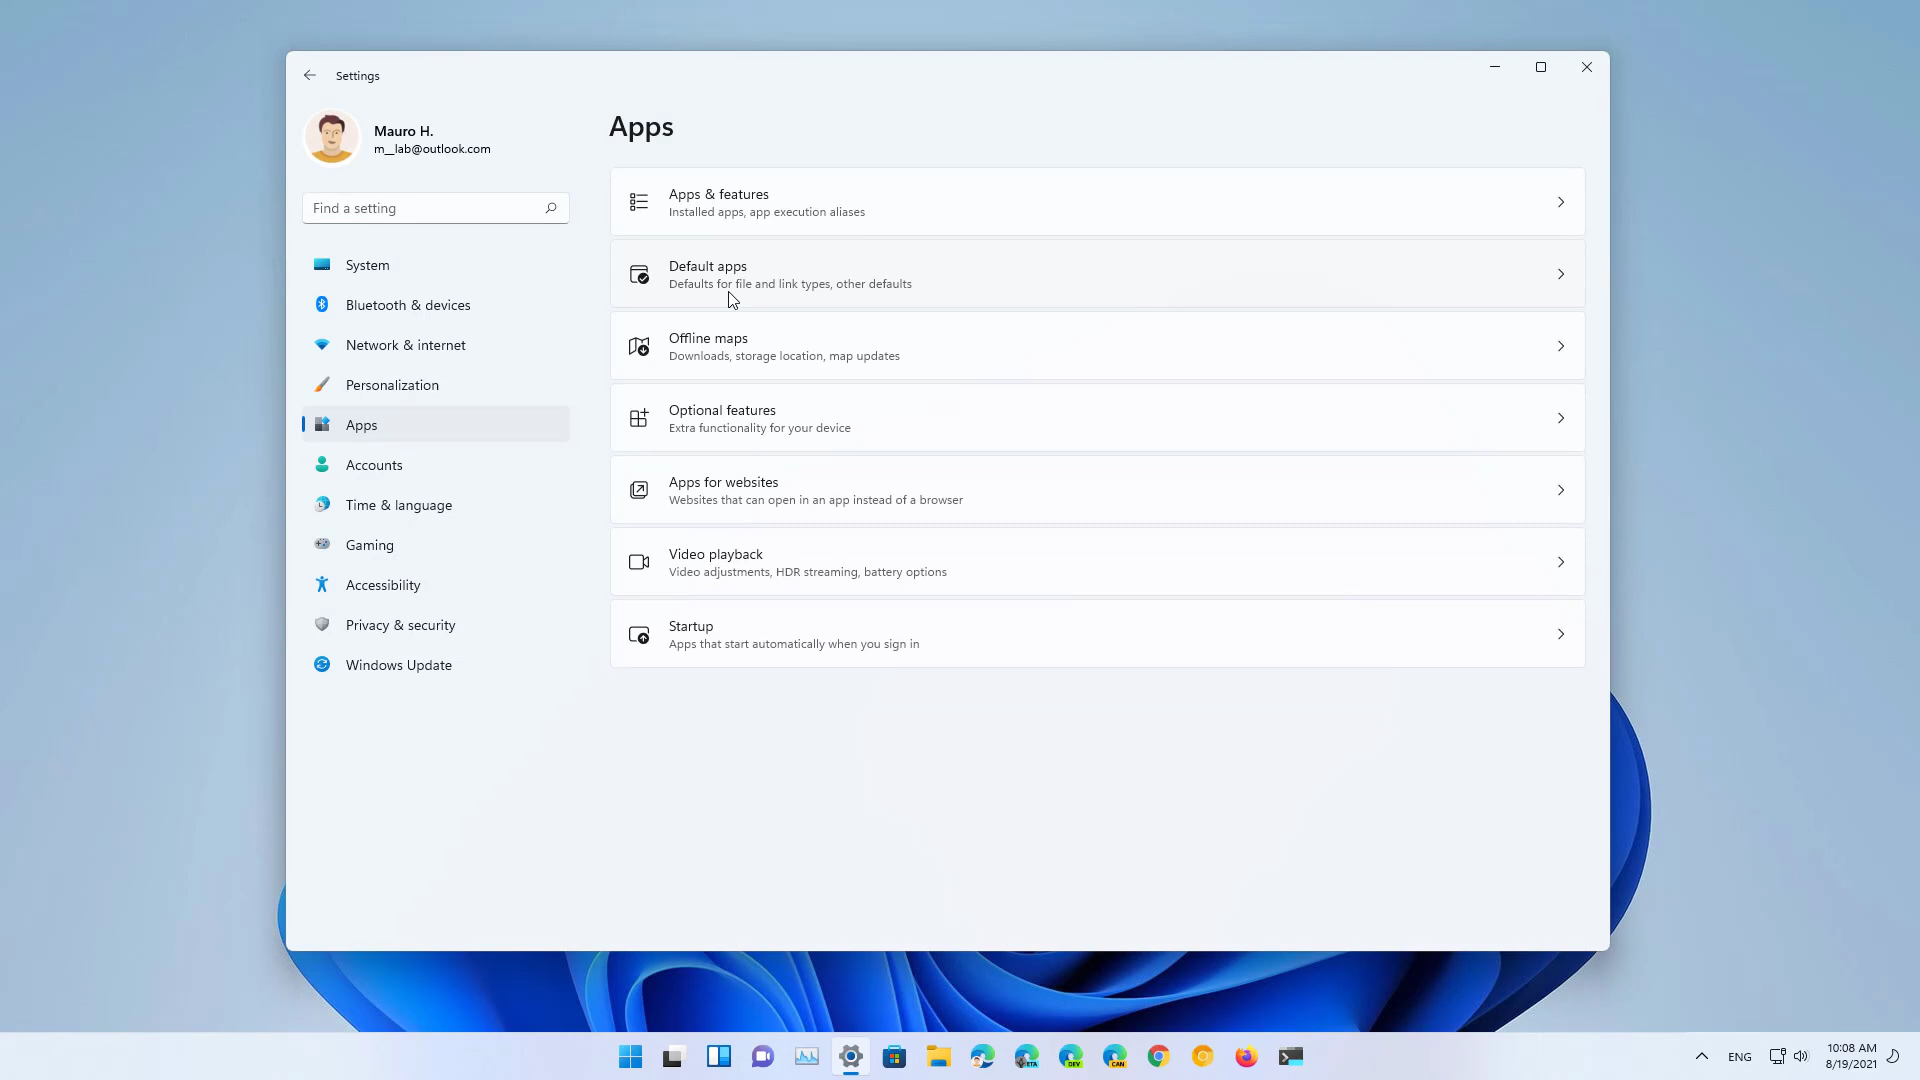 Settings
Mauro H.
m__lab@outlook.com
Find a setting
System
Bluetooth & devices
Network & internet
Personalization
Apps
Accounts
Time & language
Gaming
Accessibility
Privacy & security
Windows Update
Apps
Apps & features
Installed apps, app execution aliases
Default apps
Defaults for file and link types, other defaults
Offline maps
Downloads, storage location, map updates
Optional features
Extra functionality for your device
Apps for websites
Websites that can open in an app instead of a browser
Video playback
Video adjustments, HDR streaming, battery options
Startup
Apps that start automatically when you sign in
BETA
DEV
CAN
ENG
10:08 AM
8/19/2021